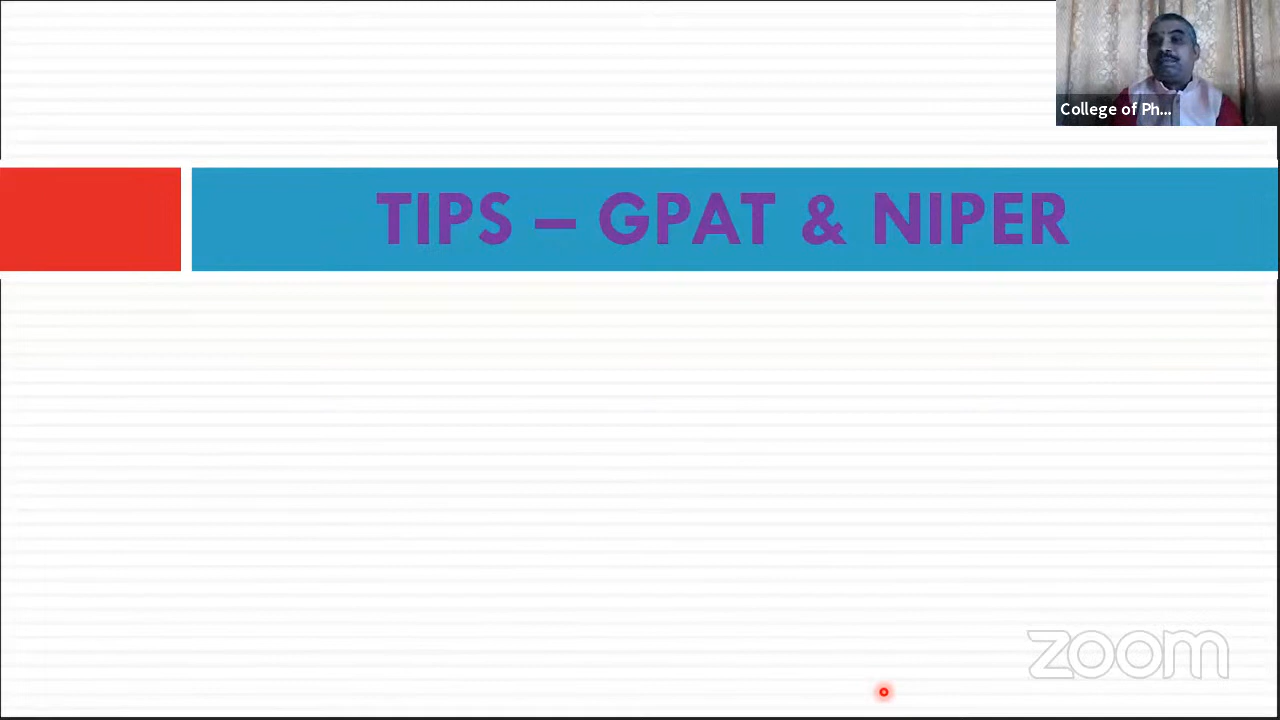 College of Ph...
TIPS – GPAT & NIPER
zoom